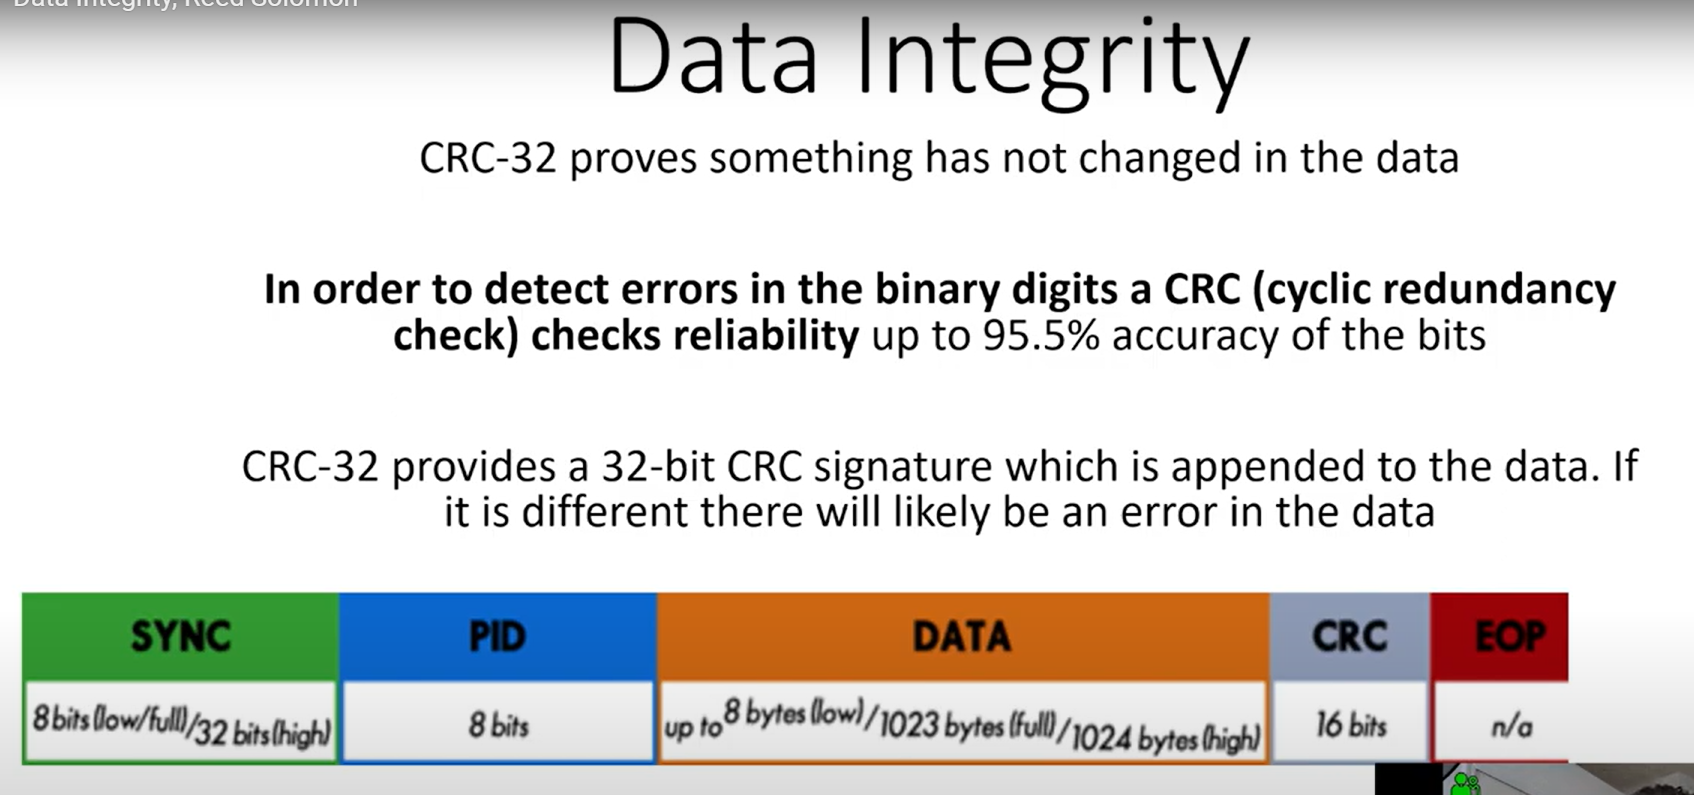 Data Integrity, Reed Solomon
Data Integrity
CRC-32 proves something has not changed in the data
In order to detect errors in the binary digits a CRC (cyclic redundancy
check) checks reliability up to 95.5% accuracy of the bits
CRC-32 provides a 32-bit CRC signature which is appended to the data. If
it is different there will likely be an error in the data
SYNC PID DATA CRC EOP
8 bits (low/full)/32 bits (high) 8 bits up to 8 bytes (low)/1023 bytes (full)/1024 bytes (high) 16 bits n/a